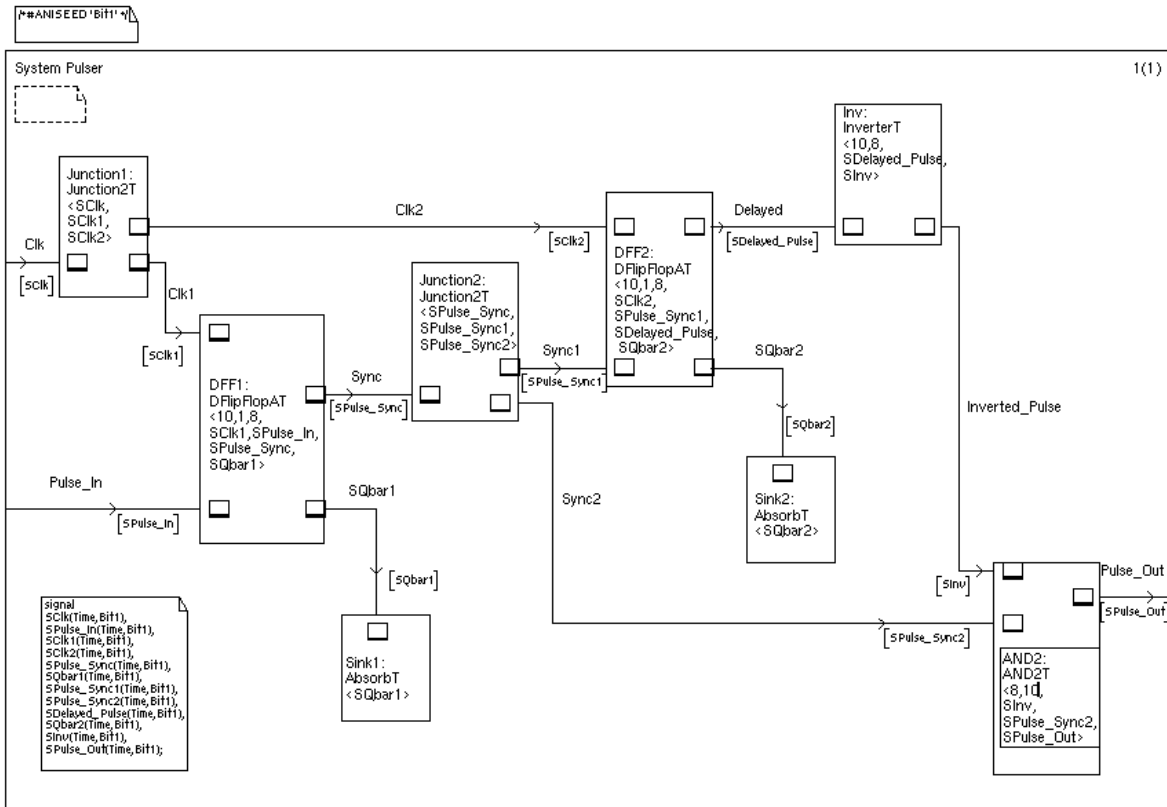 /*#ANISEED 'Bit1' */
System Pulser
1(1)
Inv:
InverterT
<10,8,
SDelayed_Pulse,
SInv>
Junction1:
Junction2T
<SClk,
SClk1,
SClk2>
Clk2
[SClk2]
Delayed
[SDelayed_Pulse]
Clk
[SClk]
Clk1
[SClk1]
Junction2:
Junction2T
<SPulse_Sync,
SPulse_Sync1,
SPulse_Sync2>
DFF2:
DFlipFlopAT
<10,1,8,
SClk2,
SPulse_Sync1,
SDelayed_Pulse,
SQbar2>
Sync1
[SPulse_Sync1]
SQbar2
[SQbar2]
DFF1:
DFlipFlopAT
<10,1,8,
SClk1,SPulse_In,
SPulse_Sync,
SQbar1>
Sync
[SPulse_Sync]
Inverted_Pulse
Pulse_In
[SPulse_In]
SQbar1
[SQbar1]
Sync2
Sink2:
AbsorbT
<SQbar2>
[SInv]
Pulse_Out
[SPulse_Out]
[SPulse_Sync2]
signal
SClk(Time,Bit1),
SPulse_In(Time,Bit1),
SClk1(Time,Bit1),
SClk2(Time,Bit1),
SPulse_Sync(Time,Bit1),
SQbar1(Time,Bit1),
SPulse_Sync1(Time,Bit1),
SPulse_Sync2(Time,Bit1),
SDelayed_Pulse(Time,Bit1),
SQbar2(Time,Bit1),
SInv(Time,Bit1),
SPulse_Out(Time,Bit1);
Sink1:
AbsorbT
<SQbar1>
AND2:
AND2T
<8,10,
SInv,
SPulse_Sync2,
SPulse_Out>